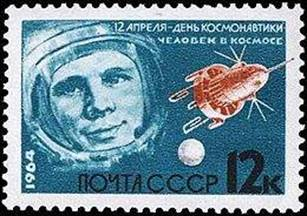 12 АПРЕЛЯ-ДЕНЬ КОСМОНАВТИКИ
ЧЕЛОВЕК В КОСМОСЕ
1964
ПОЧТА СССР 12К